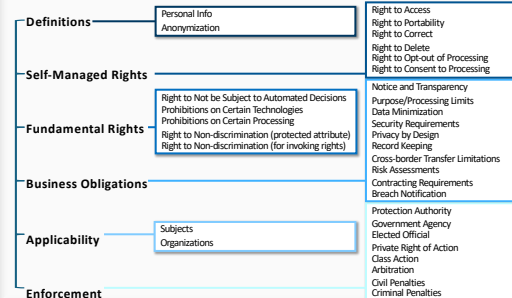 Definitions
Personal Info
Anonymization
Self-Managed Rights
Right to Access
Right to Portability
Right to Correct
Right to Delete
Right to Opt-out of Processing
Right to Consent to Processing
Fundamental Rights
Right to Not be Subject to Automated Decisions
Prohibitions on Certain Technologies
Prohibitions on Certain Processing
Right to Non-discrimination (protected attribute)
Right to Non-discrimination (for invoking rights)
Business Obligations
Notice and Transparency
Purpose/Processing Limits
Data Minimization
Security Requirements
Privacy by Design
Record Keeping
Cross-border Transfer Limitations
Risk Assessments
Contracting Requirements
Breach Notification
Applicability
Subjects
Organizations
Enforcement
Protection Authority
Government Agency
Elected Official
Private Right of Action
Class Action
Arbitration
Civil Penalties
Criminal Penalties